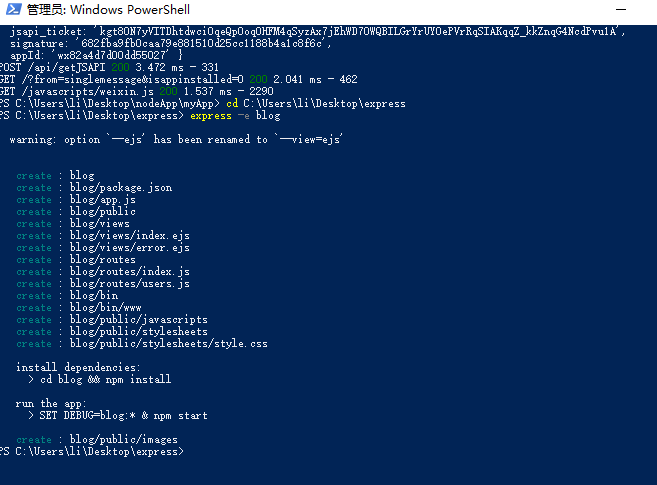 管理员: Windows PowerShell
jsapi_ticket: 'kgt8ON7yVITDhtdwciOqeQpOoqOHFM4qSyzAx7jEhWD7OWQBILGrYrUYOePVrRqSIAKqqZ_kkZnqG4NcdPvu1A',
signature: '682fba9fb0caa79e881510d25cc1188b4a1c8f6c',
appId: 'wx82a4d7d00dd55027' }
POST /api/getJSAPI 200 3.472 ms - 331
GET /?from=singlemessage&isappinstalled=0 200 2.041 ms - 462
GET /javascripts/weixin.js 200 1.537 ms - 2290
PS C:\Users\li\Desktop\nodeApp\myApp> cd C:\Users\li\Desktop\express
PS C:\Users\li\Desktop\express> express -e blog
warning: option `--ejs' has been renamed to `--view=ejs'
create : blog
create : blog/package.json
create : blog/app.js
create : blog/public
create : blog/views
create : blog/views/index.ejs
create : blog/views/error.ejs
create : blog/routes
create : blog/routes/index.js
create : blog/routes/users.js
create : blog/bin
create : blog/bin/www
create : blog/public/javascripts
create : blog/public/stylesheets
create : blog/public/stylesheets/style.css
install dependencies:
> cd blog && npm install
run the app:
> SET DEBUG=blog:* & npm start
create : blog/public/images
PS C:\Users\li\Desktop\express>